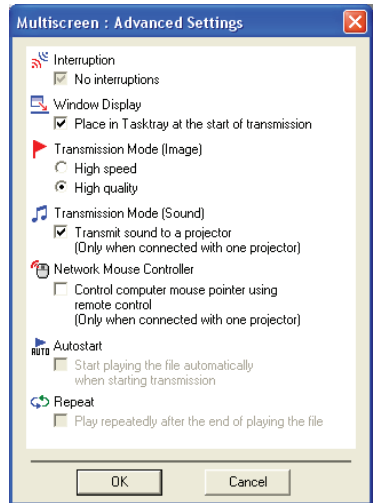 Multiscreen : Advanced Settings
Interruption
No interruptions
Window Display
Place in Tasktray at the start of transmission
Transmission Mode (Image)
High speed
High quality
Transmission Mode (Sound)
Transmit sound to a projector
(Only when connected with one projector)
Network Mouse Controller
Control computer mouse pointer using
remote control
(Only when connected with one projector)
AUTO Autostart
Start playing the file automatically
when starting transmission
Repeat
Play repeatedly after the end of playing the file
OK Cancel